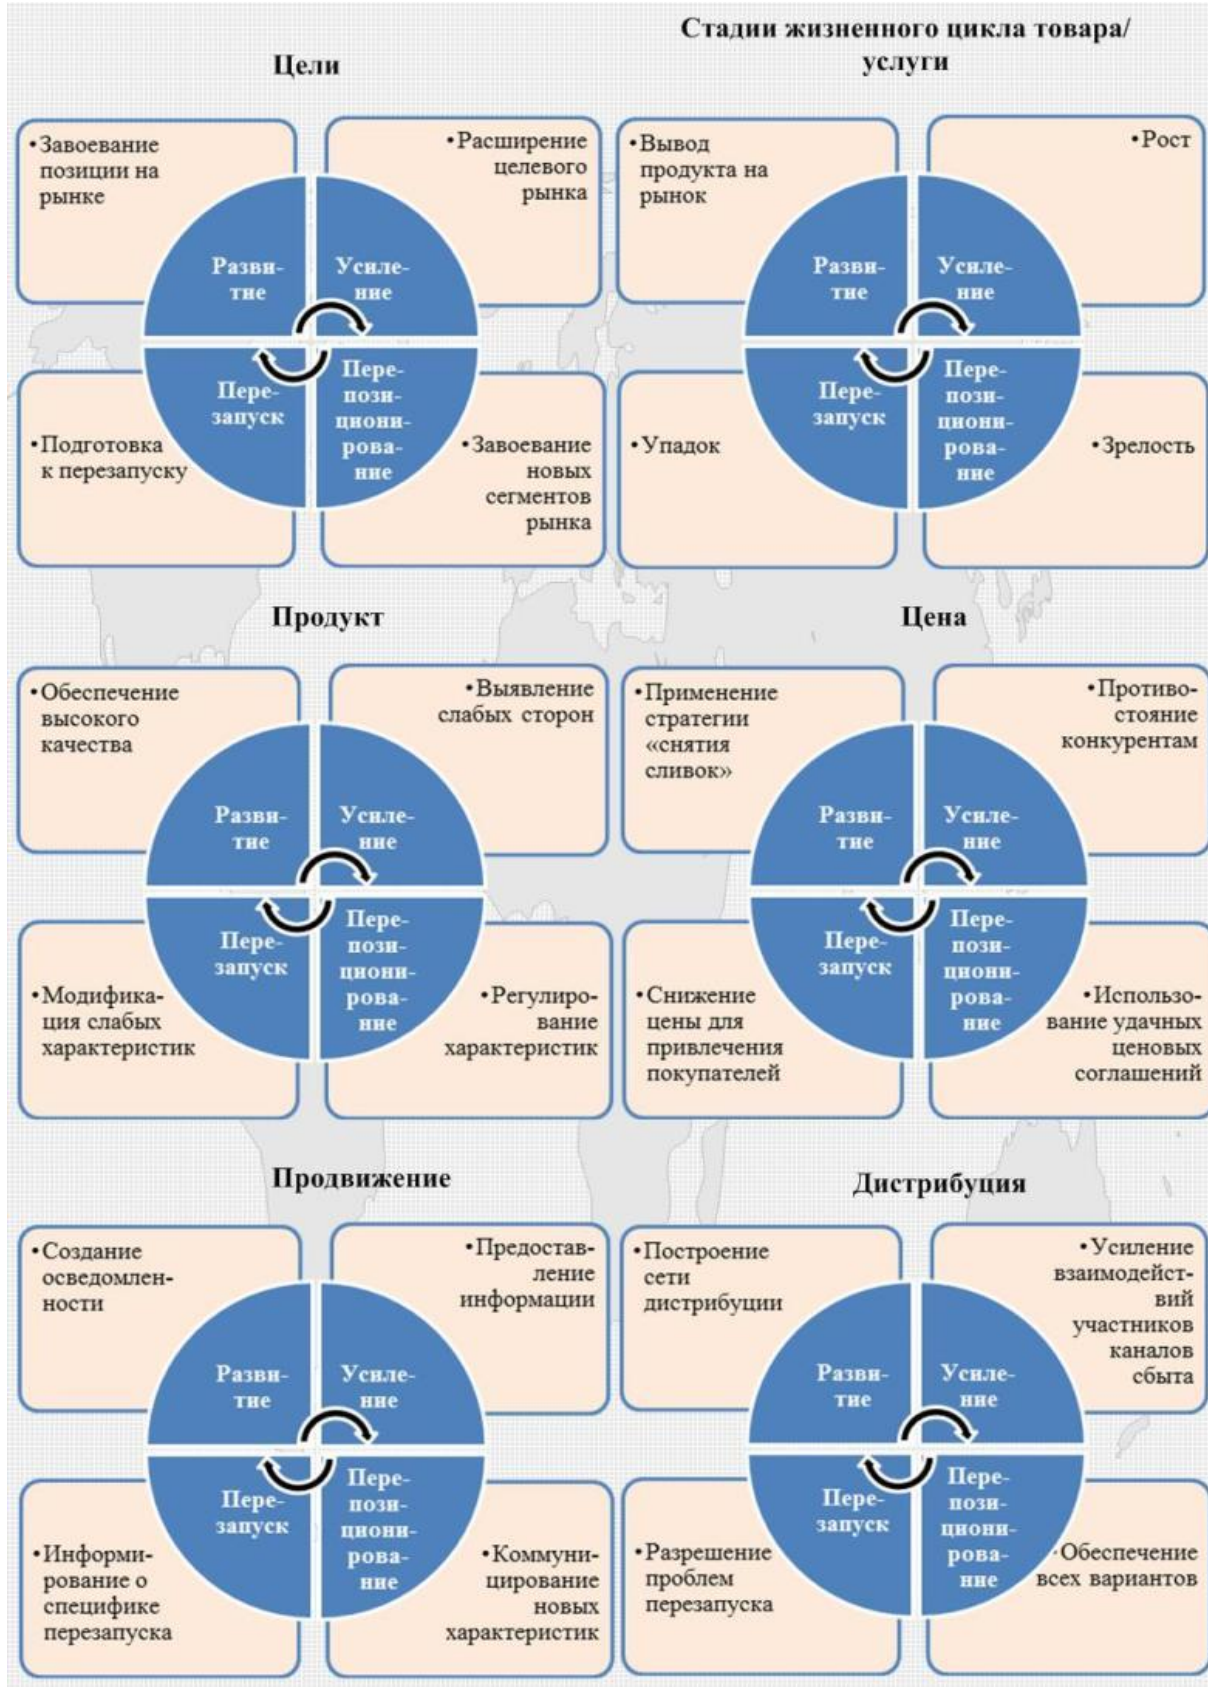 Цели
•Завоевание
позиции на
рынке
•Расширение
целевого
рынка
Разви-
тие
Усиле-
ние
Пере-
запуск
Пере-
пози-
циони-
рова-
ние
•Подготовка
к перезапуску
•Завоевание
новых
сегментов
рынка
Стадии жизненного цикла товара/
услуги
•Вывод
продукта на
рынок
•Рост
Разви-
тие
Усиле-
ние
Пере-
запуск
Пере-
пози-
циони-
рова-
ние
•Упадок
•Зрелость
Продукт
•Обеспечение
высокого
качества
•Выявление
слабых сторон
Разви-
тие
Усиле-
ние
Пере-
запуск
Пере-
пози-
циони-
рова-
ние
•Модифика-
ция слабых
характеристик
•Регулиро-
вание
характеристик
Цена
•Применение
стратегии
«снятия
сливок»
•Противо-
стояние
конкурентам
Разви-
тие
Усиле-
ние
Пере-
запуск
Пере-
пози-
циони-
рова-
ние
•Снижение
цены для
привлечения
покупателей
•Использо-
вание удачных
ценовых
соглашений
Продвижение
•Создание
осведомлен-
ности
•Предостав-
ление
информации
Разви-
тие
Усиле-
ние
Пере-
запуск
Пере-
пози-
циони-
рова-
ние
•Информи-
рование о
специфике
перезапуска
•Коммуни-
цирование
новых
характеристик
Дистрибуция
•Построение
сети
дистрибуции
•Усиление
взаимодейст-
вий
участников
каналов
сбыта
Разви-
тие
Усиле-
ние
Пере-
запуск
Пере-
пози-
циони-
рова-
ние
•Разрешение
проблем
перезапуска
•Обеспечение
всех вариантов